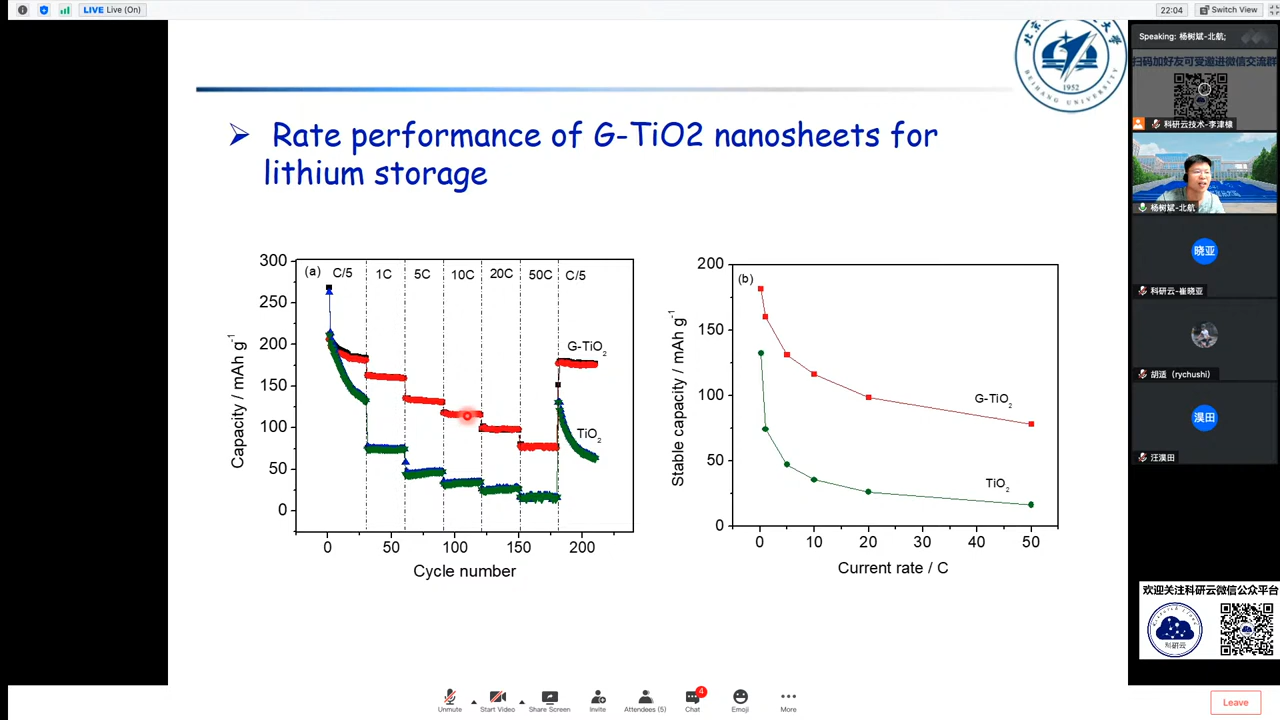 LIVE Live (On)
22:04
Switch View
Speaking: 杨树斌-北航;
扫码加好友可受邀进微信交流群
科研云技术-李津榛
杨树斌-北航
晓亚
科研云-崔晓亚
胡适（rychushi）
淏田
汪淏田
欢迎关注科研云微信公众平台
科研云
BEIHANG UNIVERSITY
1952
➢ Rate performance of G-TiO2 nanosheets for
lithium storage
(a) C/5 1C 5C 10C 20C 50C C/5
300
250
200
150
100
50
0
Capacity / mAh g-1
G-TiO2
TiO2
0 50 100 150 200
Cycle number
(b)
200
150
100
50
0
Stable capacity / mAh g-1
G-TiO2
TiO2
0 10 20 30 40 50
Current rate / C
Unmute
Start Video
Share Screen
Invite
Attendees (5)
4
Chat
Emoji
More
Leave